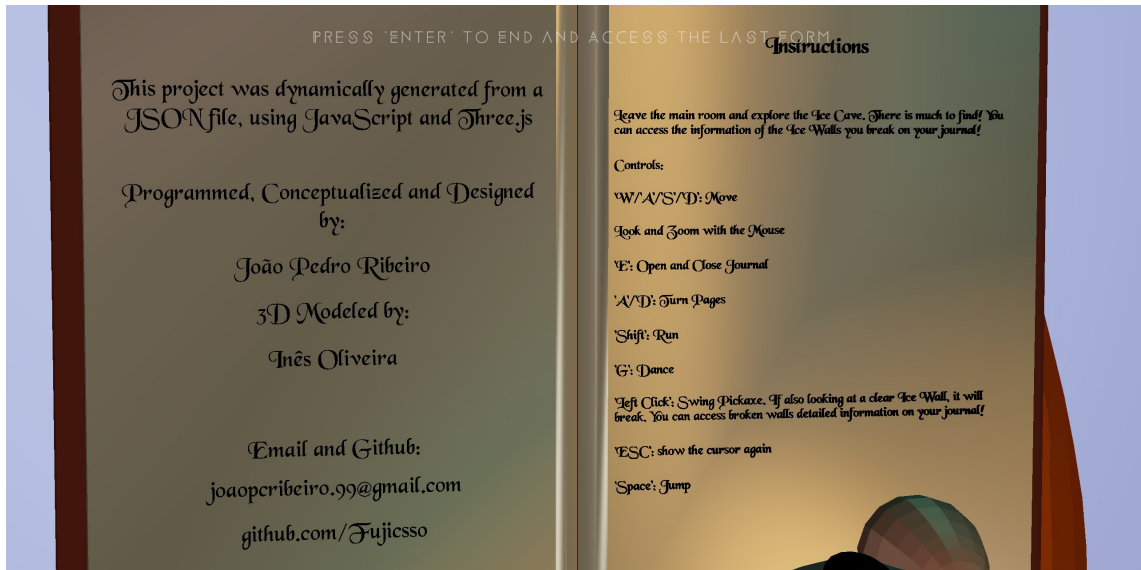 PRESS 'ENTER' TO END AND ACCESS THE LAST FORM
This project was dynamically generated from a
JSON file, using JavaScript and Three.js
Programmed, Conceptualized and Designed
by:
João Pedro Ribeiro
3D Modeled by:
Inês Oliveira
Email and Github:
joaopcribeiro.99@gmail.com
github.com/Fujicsso
Instructions
Leave the main room and explore the Ice Cave. There is much to find! You
can access the information of the Ice Walls you break on your journal!
Controls:
'W'/'A'/'S'/'D': Move
Look and Zoom with the Mouse
'E': Open and Close Journal
'A'/'D': Turn Pages
'Shift': Run
'G': Dance
'Left Click': Swing Pickaxe. If also looking at a clear Ice Wall, it will
break. You can access broken walls detailed information on your journal!
'ESC': show the cursor again
'Space': Jump